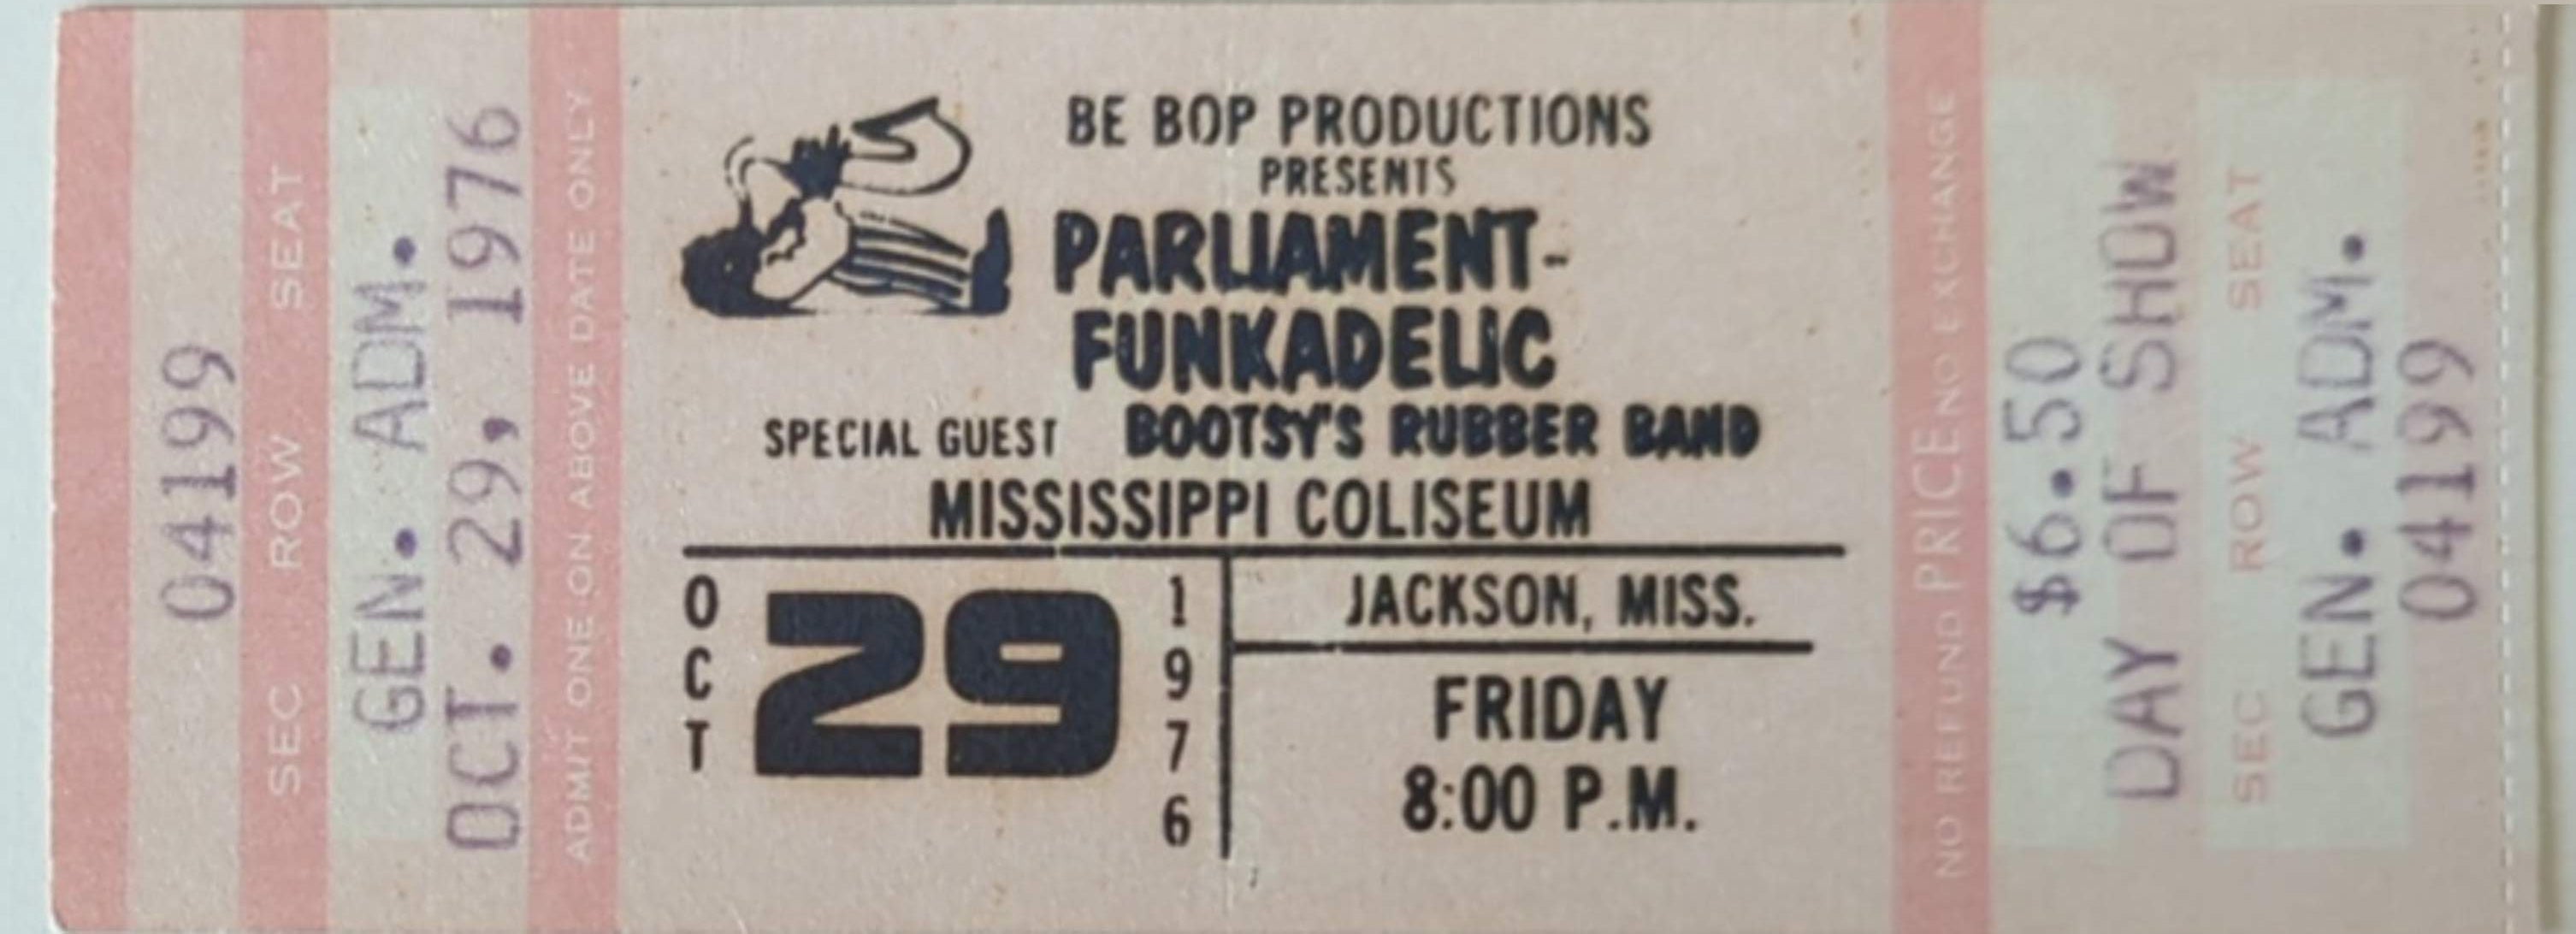 04199
SEC ROW SEAT
GEN. ADM.
OCT. 29, 1976
ADMIT ONE ON ABOVE DATE ONLY
BE BOP PRODUCTIONS
PRESENTS
PARLIAMENT-
FUNKADELIC
SPECIAL GUEST BOOTSY'S RUBBER BAND
MISSISSIPPI COLISEUM
OCT 29 1976
JACKSON, MISS.
FRIDAY
8:00 P.M.
NO REFUND PRICE NO EXCHANGE
$6.50
DAY OF SHOW
SEC ROW SEAT
GEN. ADM.
04199